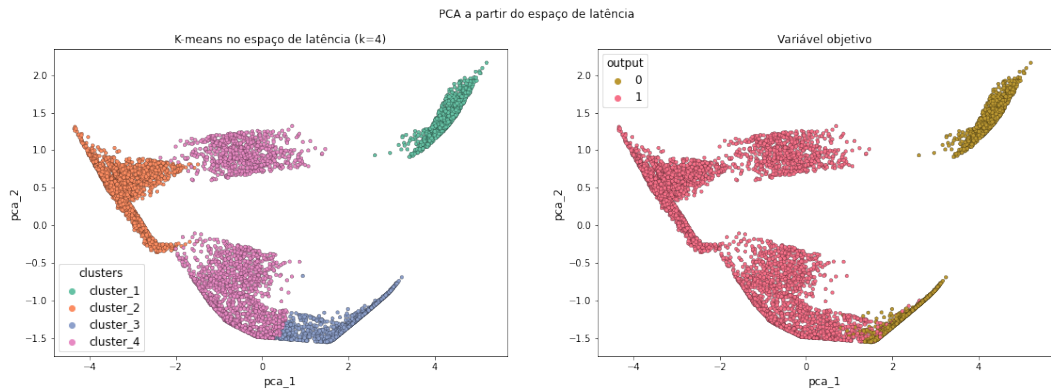 PCA a partir do espaço de latência
K-means no espaço de latência (k=4)
2.0
1.5
1.0
0.5
0.0
−0.5
−1.0
−1.5
pca_2
clusters
cluster_1
cluster_2
cluster_3
cluster_4
−4
−2
0
2
4
pca_1
Variável objetivo
output
0
1
2.0
1.5
1.0
0.5
0.0
−0.5
−1.0
−1.5
pca_2
−4
−2
0
2
4
pca_1